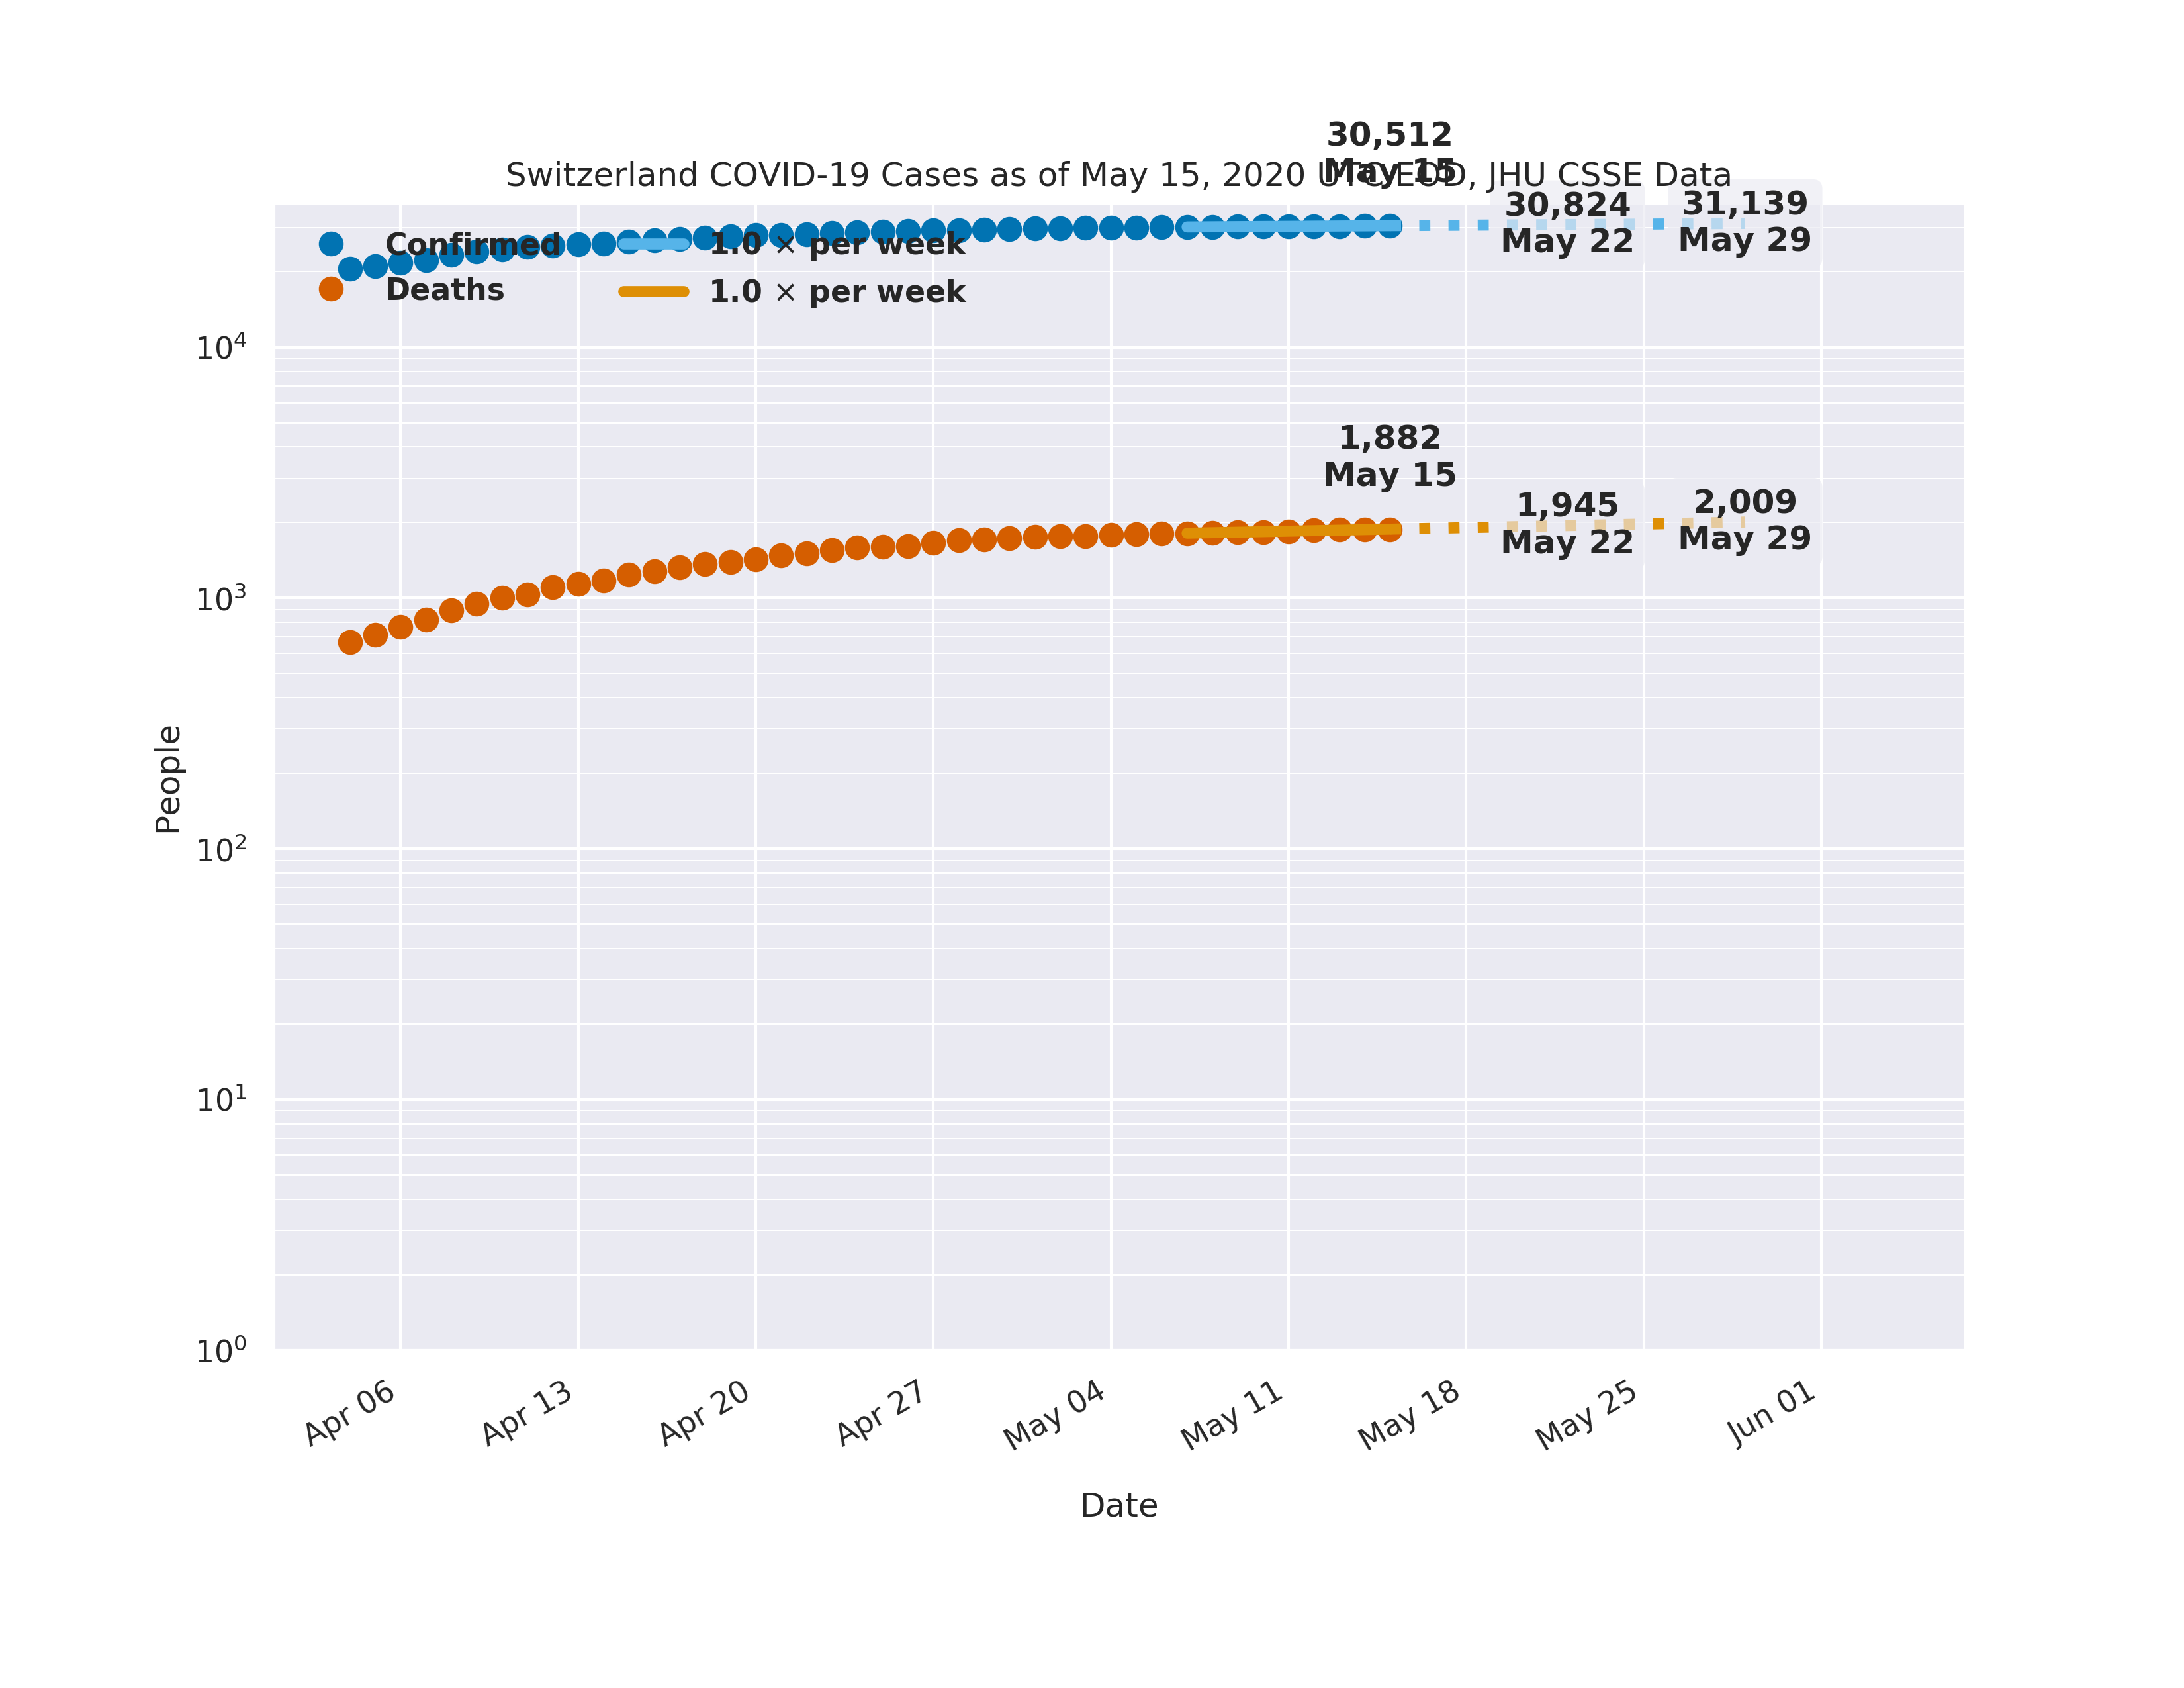 30,512
May 15
Switzerland COVID-19 Cases as of May 15, 2020 UTC EOD, JHU CSSE Data
30,824
May 22
31,139
May 29
Confirmed
Deaths
1.0 × per week
1.0 × per week
1,882
May 15
1,945
May 22
2,009
May 29
People
10⁴
10³
10²
10¹
10⁰
Apr 06
Apr 13
Apr 20
Apr 27
May 04
May 11
May 18
May 25
Jun 01
Date